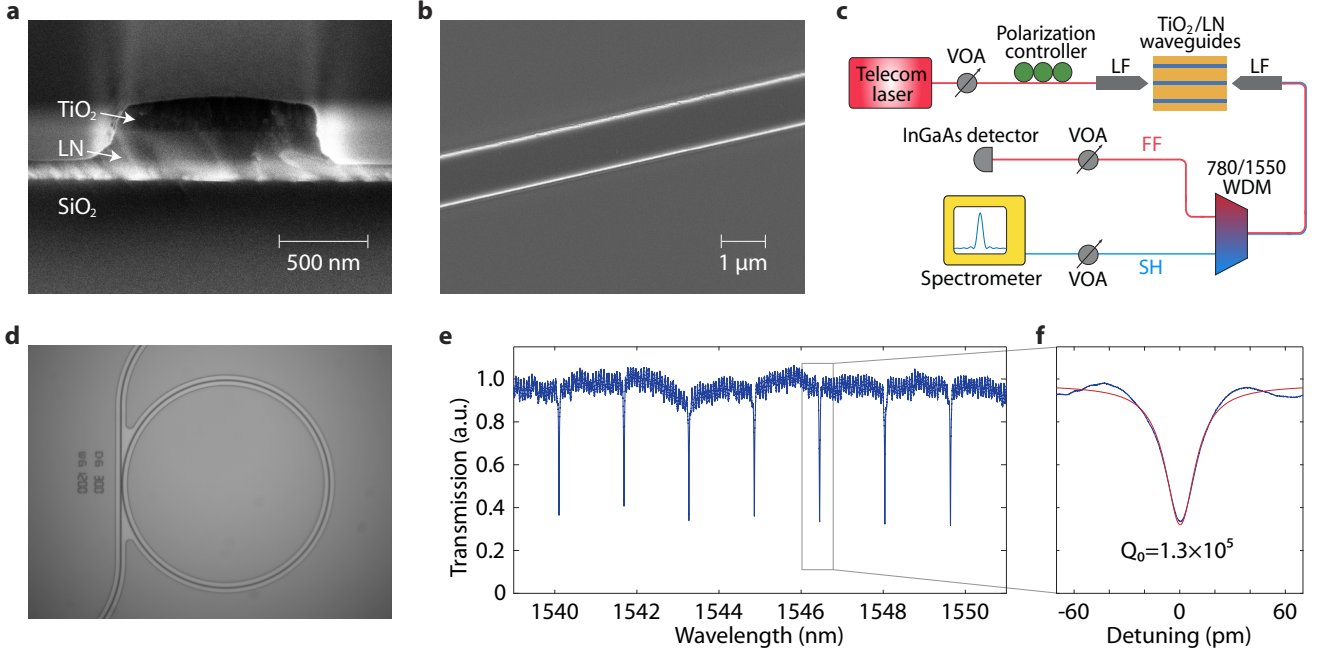 a
TiO₂
LN
SiO₂
500 nm
b
1 μm
c
Telecom
laser
VOA
Polarization
controller
LF
TiO₂/LN
waveguides
LF
InGaAs detector
VOA
FF
780/1550
WDM
Spectrometer
VOA
SH
d
e
Transmission (a.u.)
1.0
0.8
0.6
0.4
0.2
0
1540
1542
1544
1546
1548
1550
Wavelength (nm)
f
Q₀=1.3×10⁵
-60
0
60
Detuning (pm)